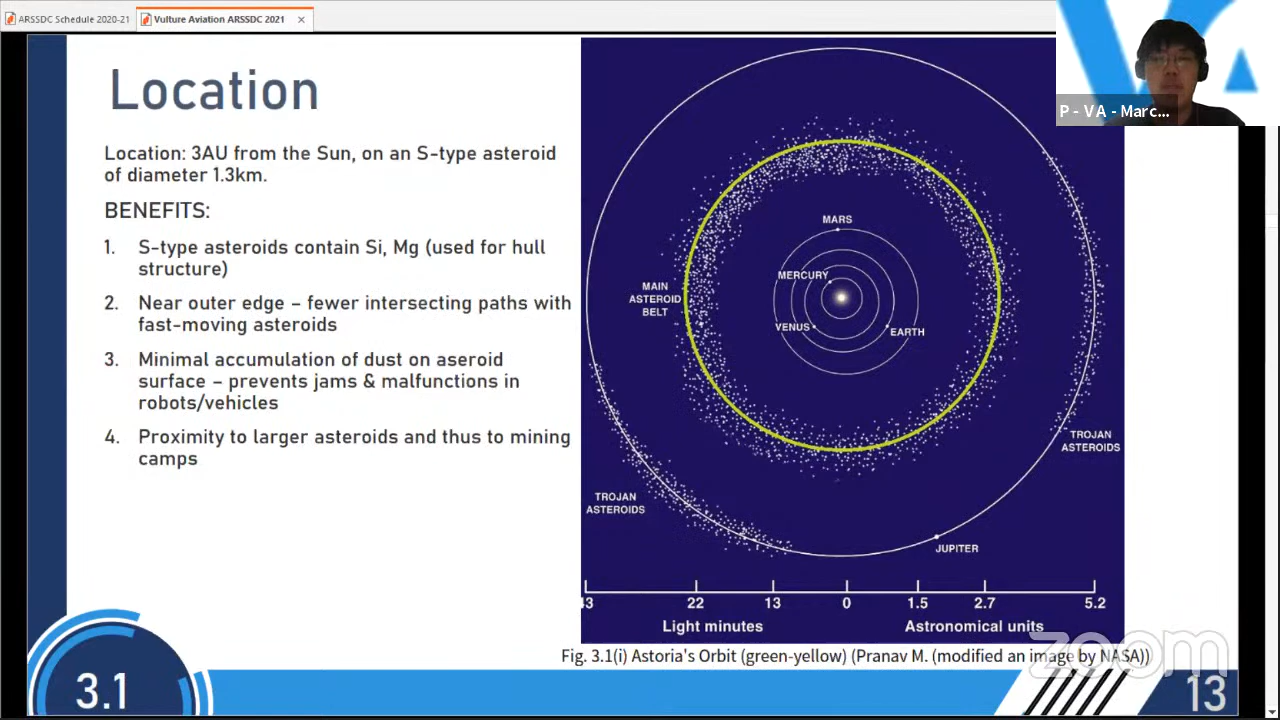 ARSSDC Schedule 2020-21
Vulture Aviation ARSSDC 2021
Location
Location: 3AU from the Sun, on an S-type asteroid
of diameter 1.3km.
BENEFITS:
1. S-type asteroids contain Si, Mg (used for hull
structure)
2. Near outer edge – fewer intersecting paths with
fast-moving asteroids
3. Minimal accumulation of dust on aseroid
surface – prevents jams & malfunctions in
robots/vehicles
4. Proximity to larger asteroids and thus to mining
camps
P - V A - Marc...
MARS
MERCURY
MAIN
ASTEROID
BELT
VENUS
EARTH
TROJAN
ASTEROIDS
TROJAN
ASTEROIDS
JUPITER
43 22 13 0 1.5 2.7 5.2
Light minutes
Astronomical units
Fig. 3.1(i) Astoria's Orbit (green-yellow) (Pranav M. (modified an image by NASA))
zoom
3.1
13